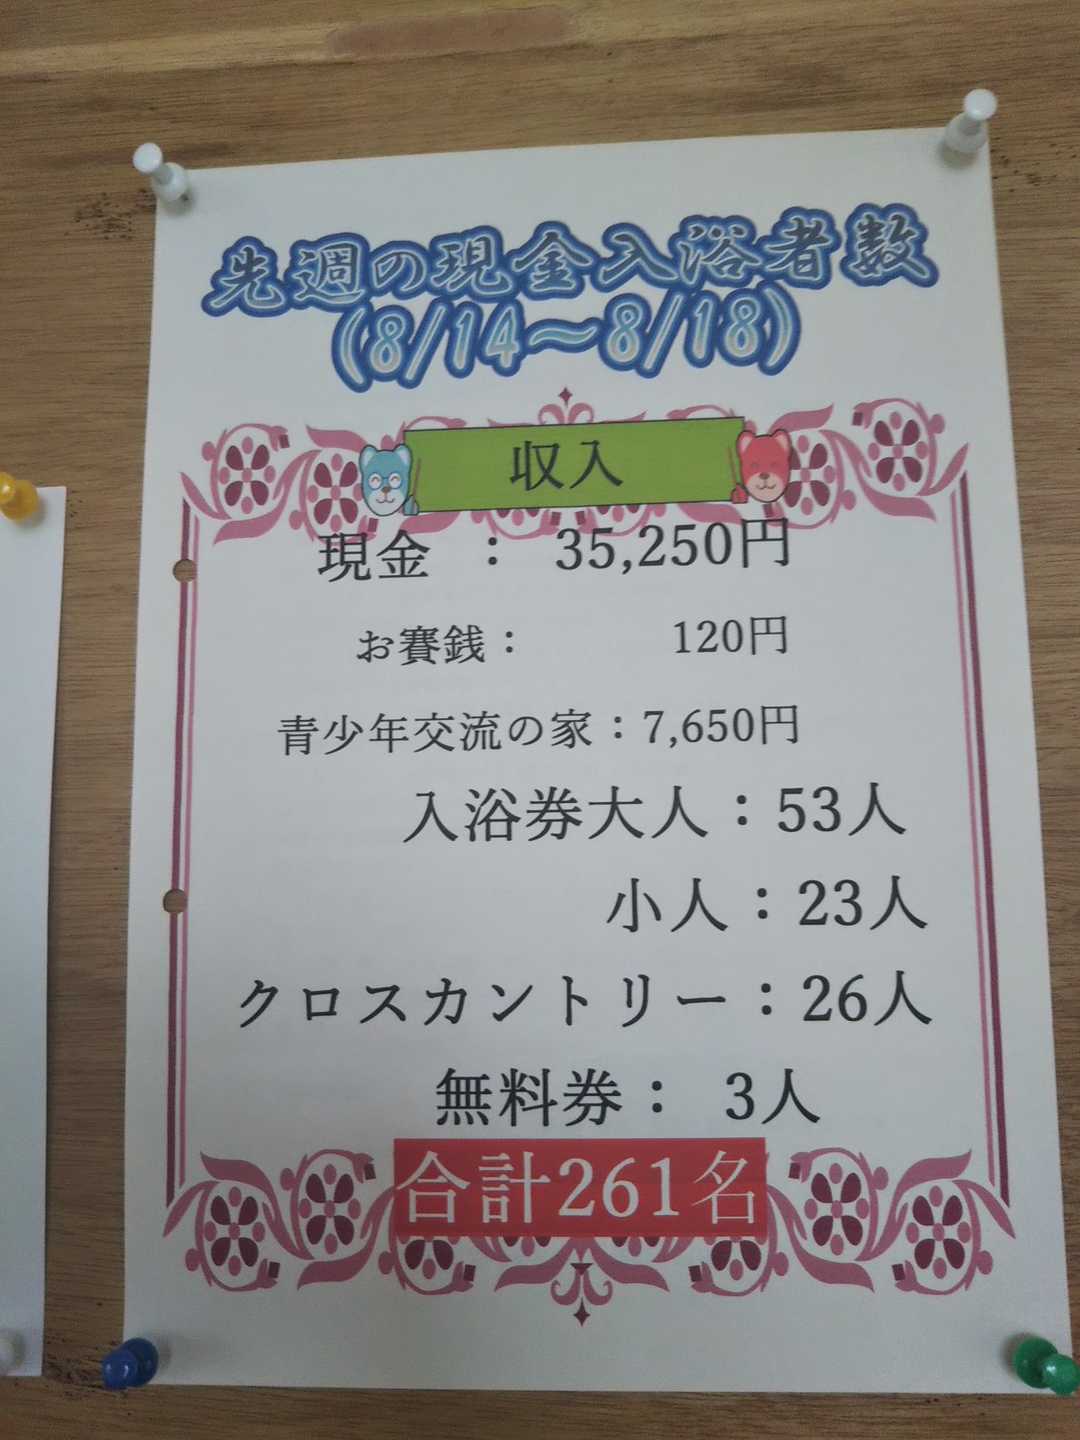 先週の現金入浴者数
(8/14～8/18)
収入
現金 ： 35,250円
お賽銭： 120円
青少年交流の家：7,650円
入浴券大人：53人
小人：23人
クロスカントリー：26人
無料券： 3人
合計261名